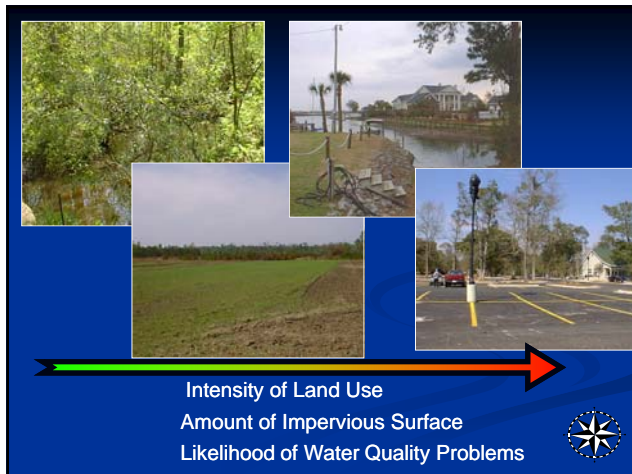 Intensity of Land Use
Amount of Impervious Surface
Likelihood of Water Quality Problems